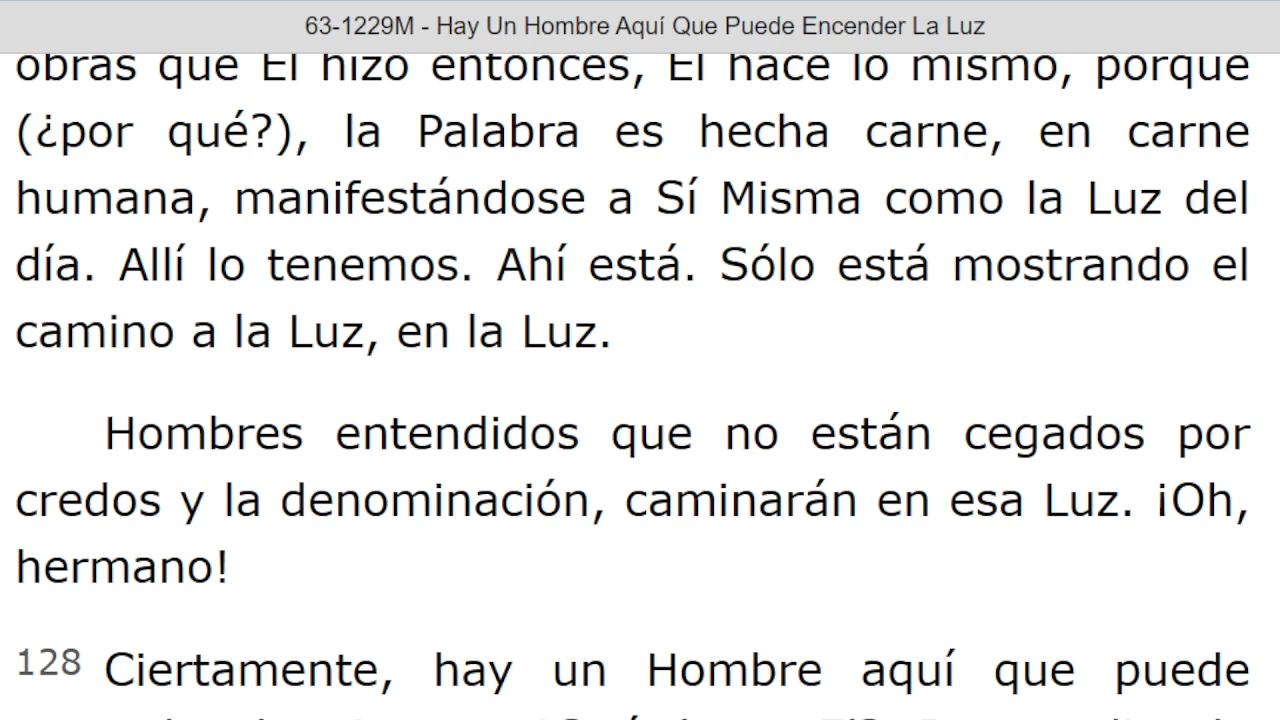 63-1229M - Hay Un Hombre Aquí Que Puede Encender La Luz
obras que Él hizo entonces, Él hace lo mismo, porque
(¿por qué?), la Palabra es hecha carne, en carne
humana, manifestándose a Sí Misma como la Luz del
día. Allí lo tenemos. Ahí está. Sólo está mostrando el
camino a la Luz, en la Luz.
Hombres entendidos que no están cegados por
credos y la denominación, caminarán en esa Luz. ¡Oh,
hermano!
128 Ciertamente, hay un Hombre aquí que puede